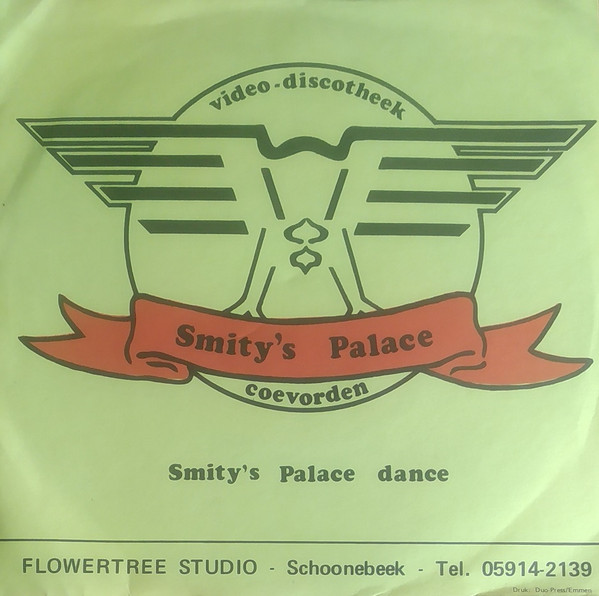 video-discotheek
Smity's Palace
coevorden
Smity's Palace dance
FLOWERTREE STUDIO - Schoonebeek - Tel. 05914-2139
Druk: Duo Press/Emmen